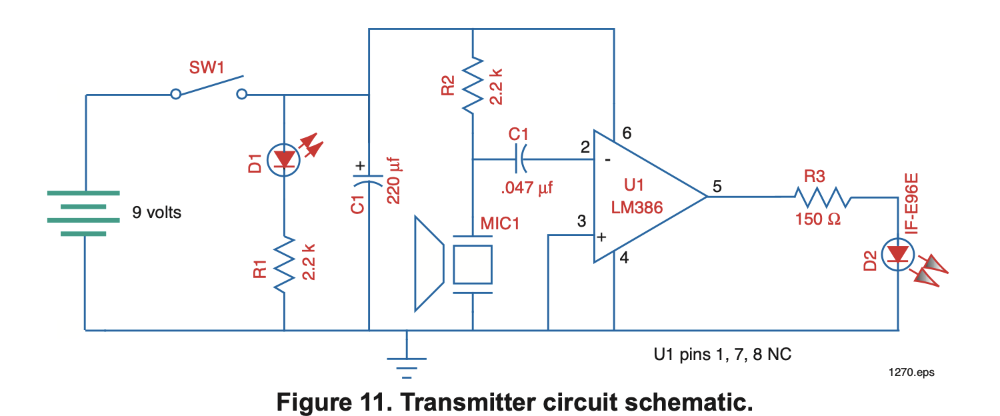 SW1
9 volts
D1
R1
2.2 k
+
C1
220 µf
R2
2.2 k
C1
.047 µf
MIC1
2
-
3
+
6
U1
LM386
4
5
R3
150 Ω
IF-E96E
D2
U1 pins 1, 7, 8 NC
1270.eps
Figure 11. Transmitter circuit schematic.